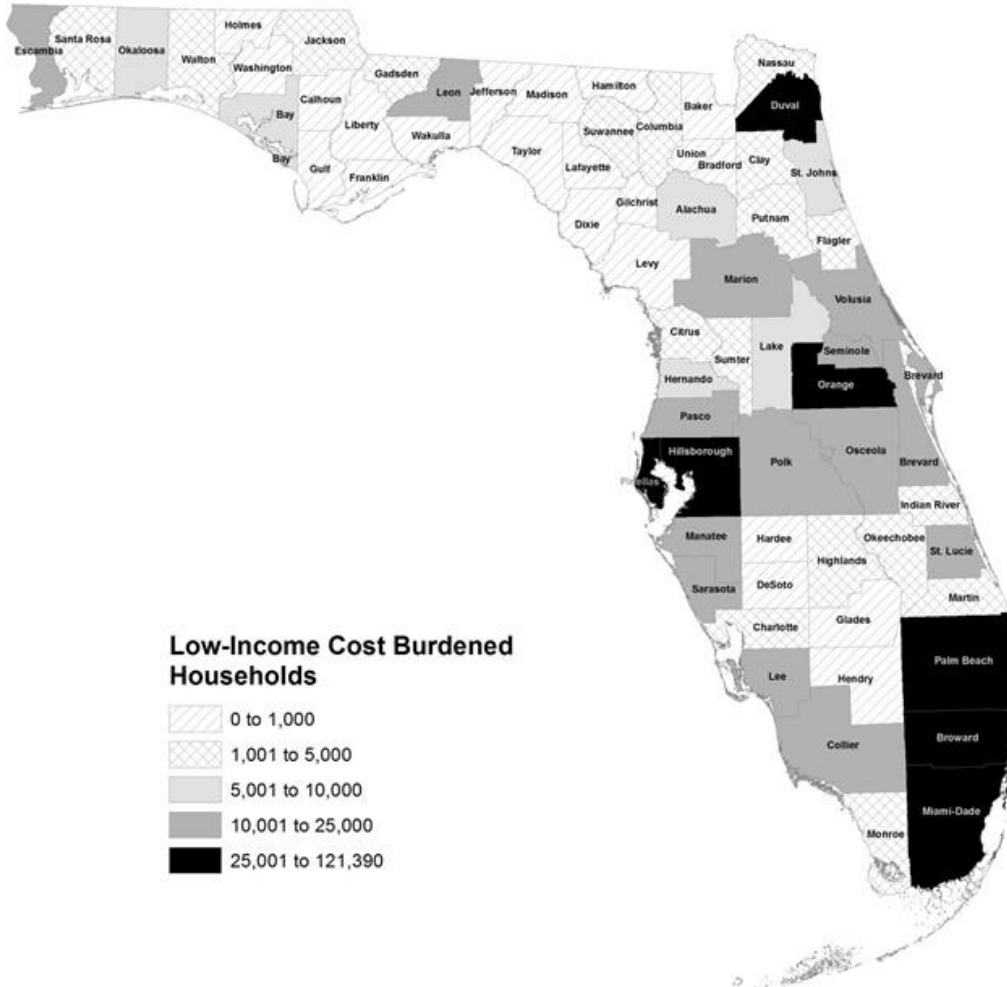 Holmes
Santa Rosa
Jackson
Escambia
Okaloosa
Walton
Washington
Nassau
Gadsden
Hamilton
Leon
Jefferson
Madison
Calhoun
Bay
Baker
Duval
Liberty
Columbia
Suwannee
Wakulla
Taylor
Union
Bay
Lafayette
Bradford
Clay
Gulf
Franklin
St. Johns
Gilchrist
Alachua
Putnam
Dixie
Flagler
Levy
Marion
Volusia
Citrus
Lake
Seminole
Sumter
Hernando
Orange
Brevard
Pasco
Hillsborough
Osceola
Polk
Brevard
Pinellas
Indian River
Manatee
Hardee
Okeechobee
St. Lucie
Highlands
DeSoto
Sarasota
Martin
Charlotte
Glades
Palm Beach
Lee
Hendry
Broward
Collier
Miami-Dade
Monroe
Low-Income Cost Burdened
Households
0 to 1,000
1,001 to 5,000
5,001 to 10,000
10,001 to 25,000
25,001 to 121,390